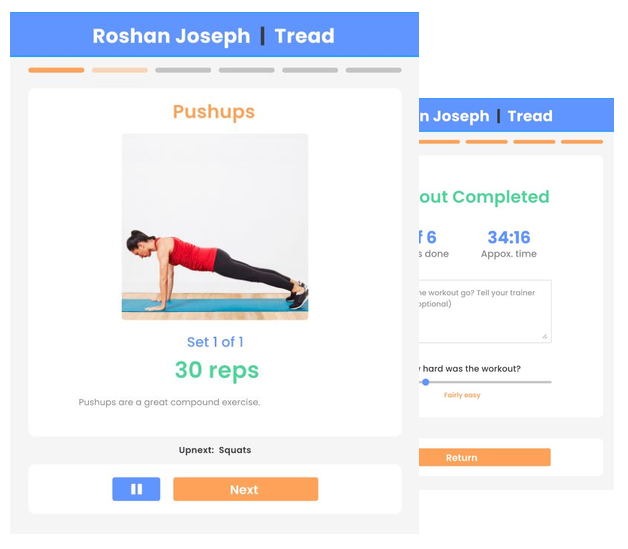 Roshan Joseph | Tread
Pushups
Set 1 of 1
30 reps
Pushups are a great compound exercise.
Upnext: Squats
Next
n Joseph | Tread
out Completed
f 6
34:16
s done
Appox. time
e workout go? Tell your trainer
optional)
hard was the workout?
Fairly easy
Return